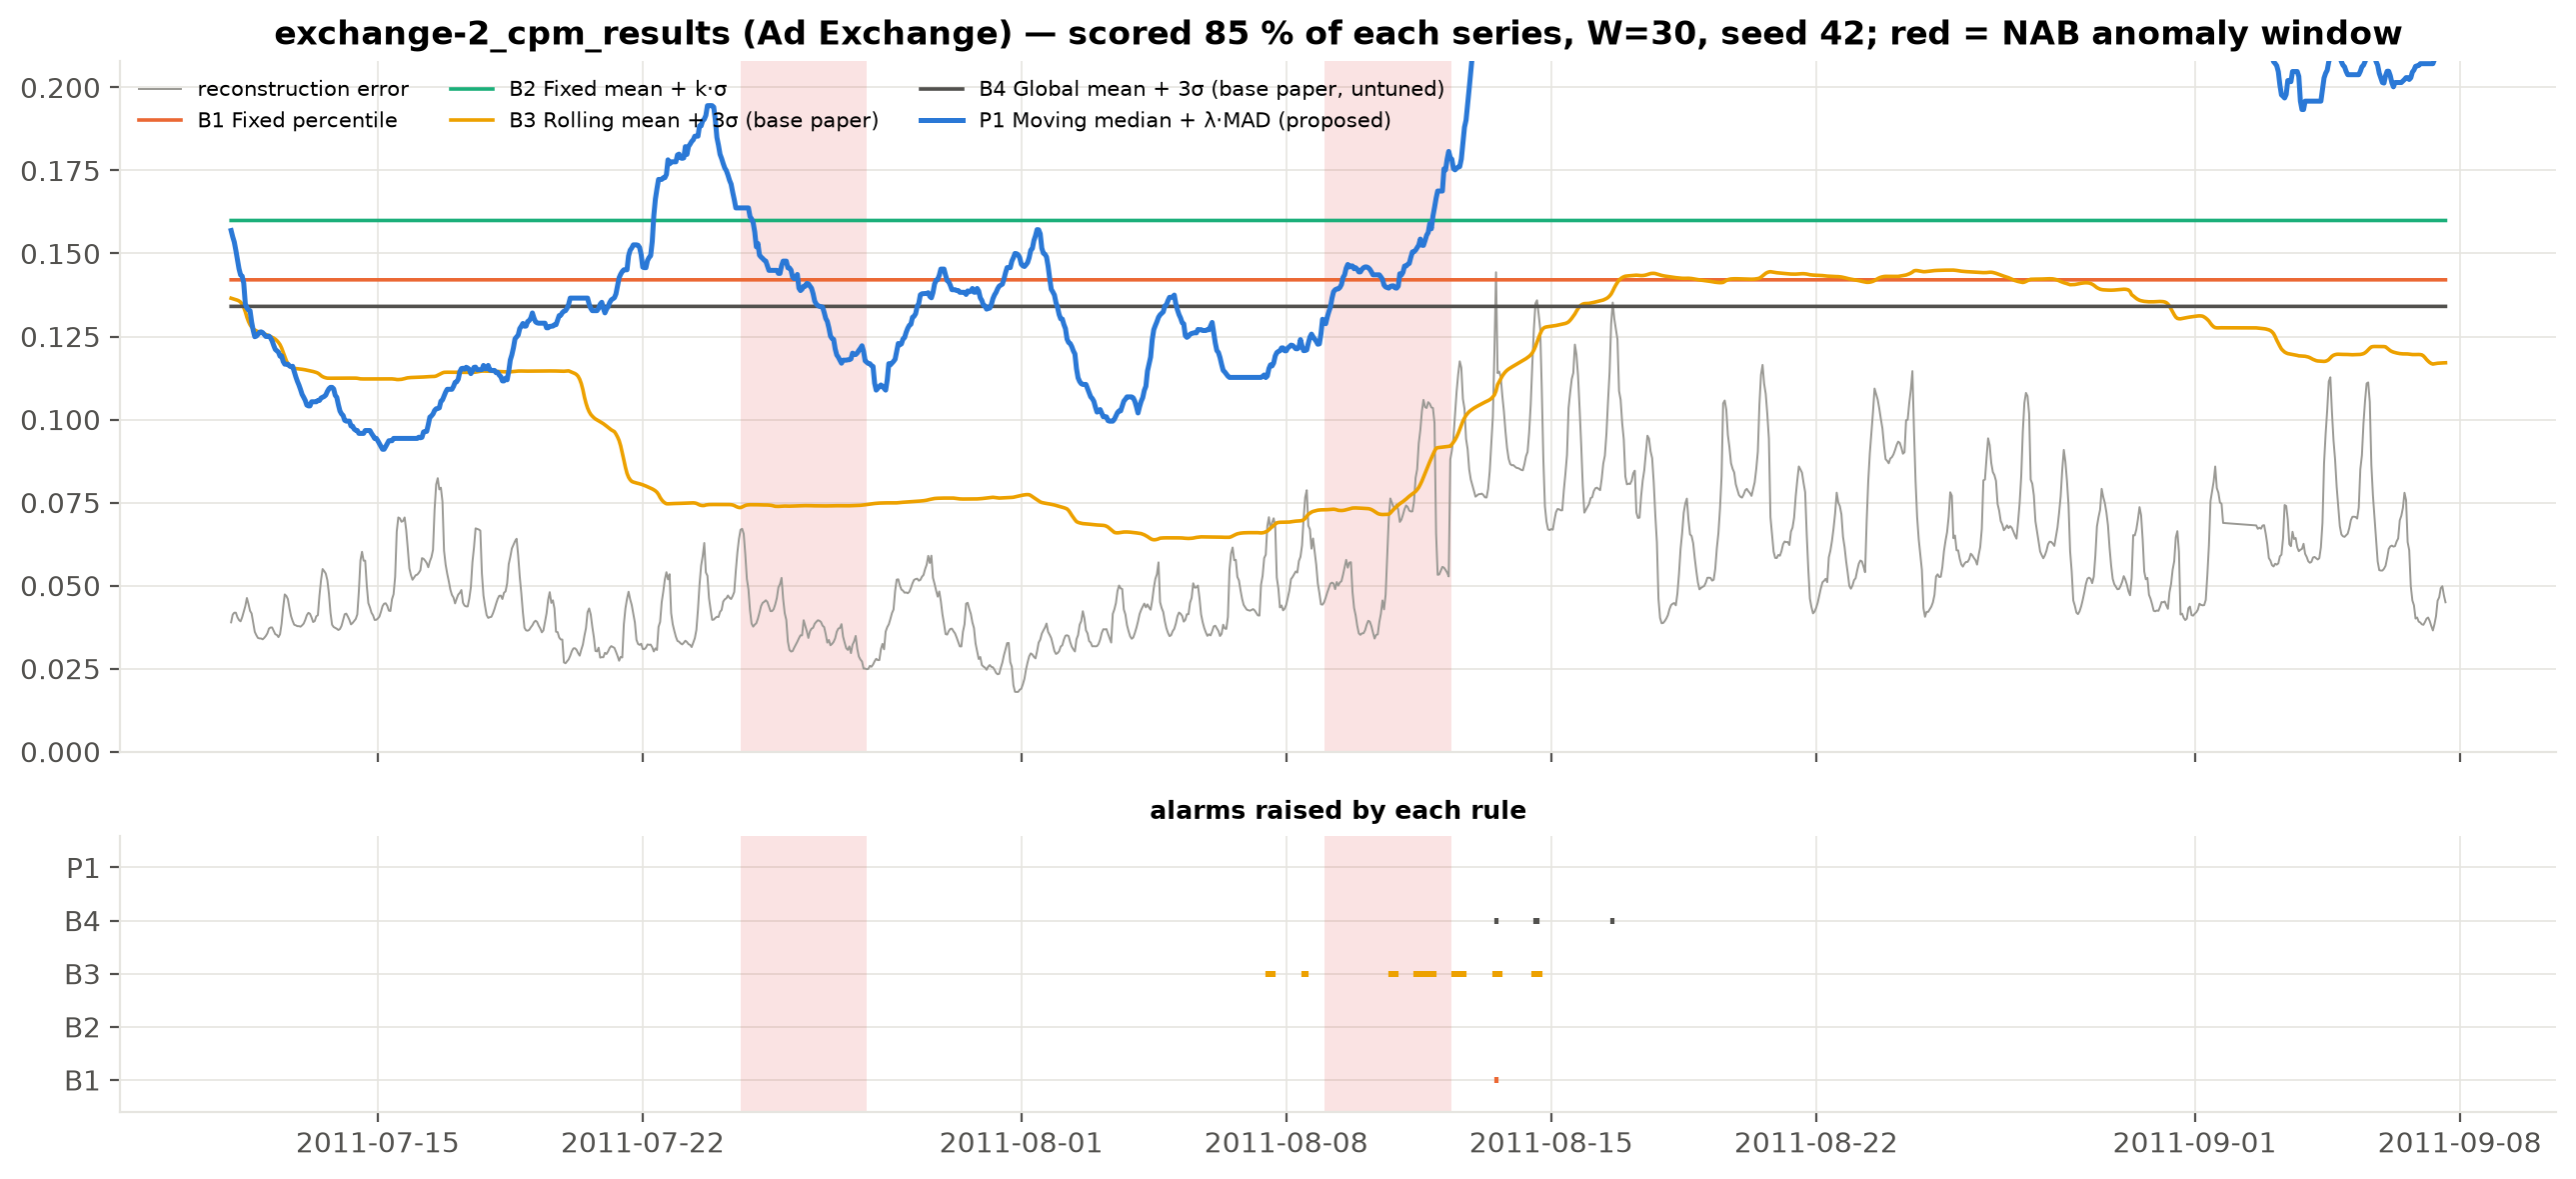 exchange-2_cpm_results (Ad Exchange) — scored 85 % of each series, W=30, seed 42; red = NAB anomaly window
reconstruction error
B1 Fixed percentile
B2 Fixed mean + k·σ
B3 Rolling mean + 3σ (base paper)
B4 Global mean + 3σ (base paper, untuned)
P1 Moving median + λ·MAD (proposed)
0.200
0.175
0.150
0.125
0.100
0.075
0.050
0.025
0.000
alarms raised by each rule
P1
B4
B3
B2
B1
2011-07-15
2011-07-22
2011-08-01
2011-08-08
2011-08-15
2011-08-22
2011-09-01
2011-09-08